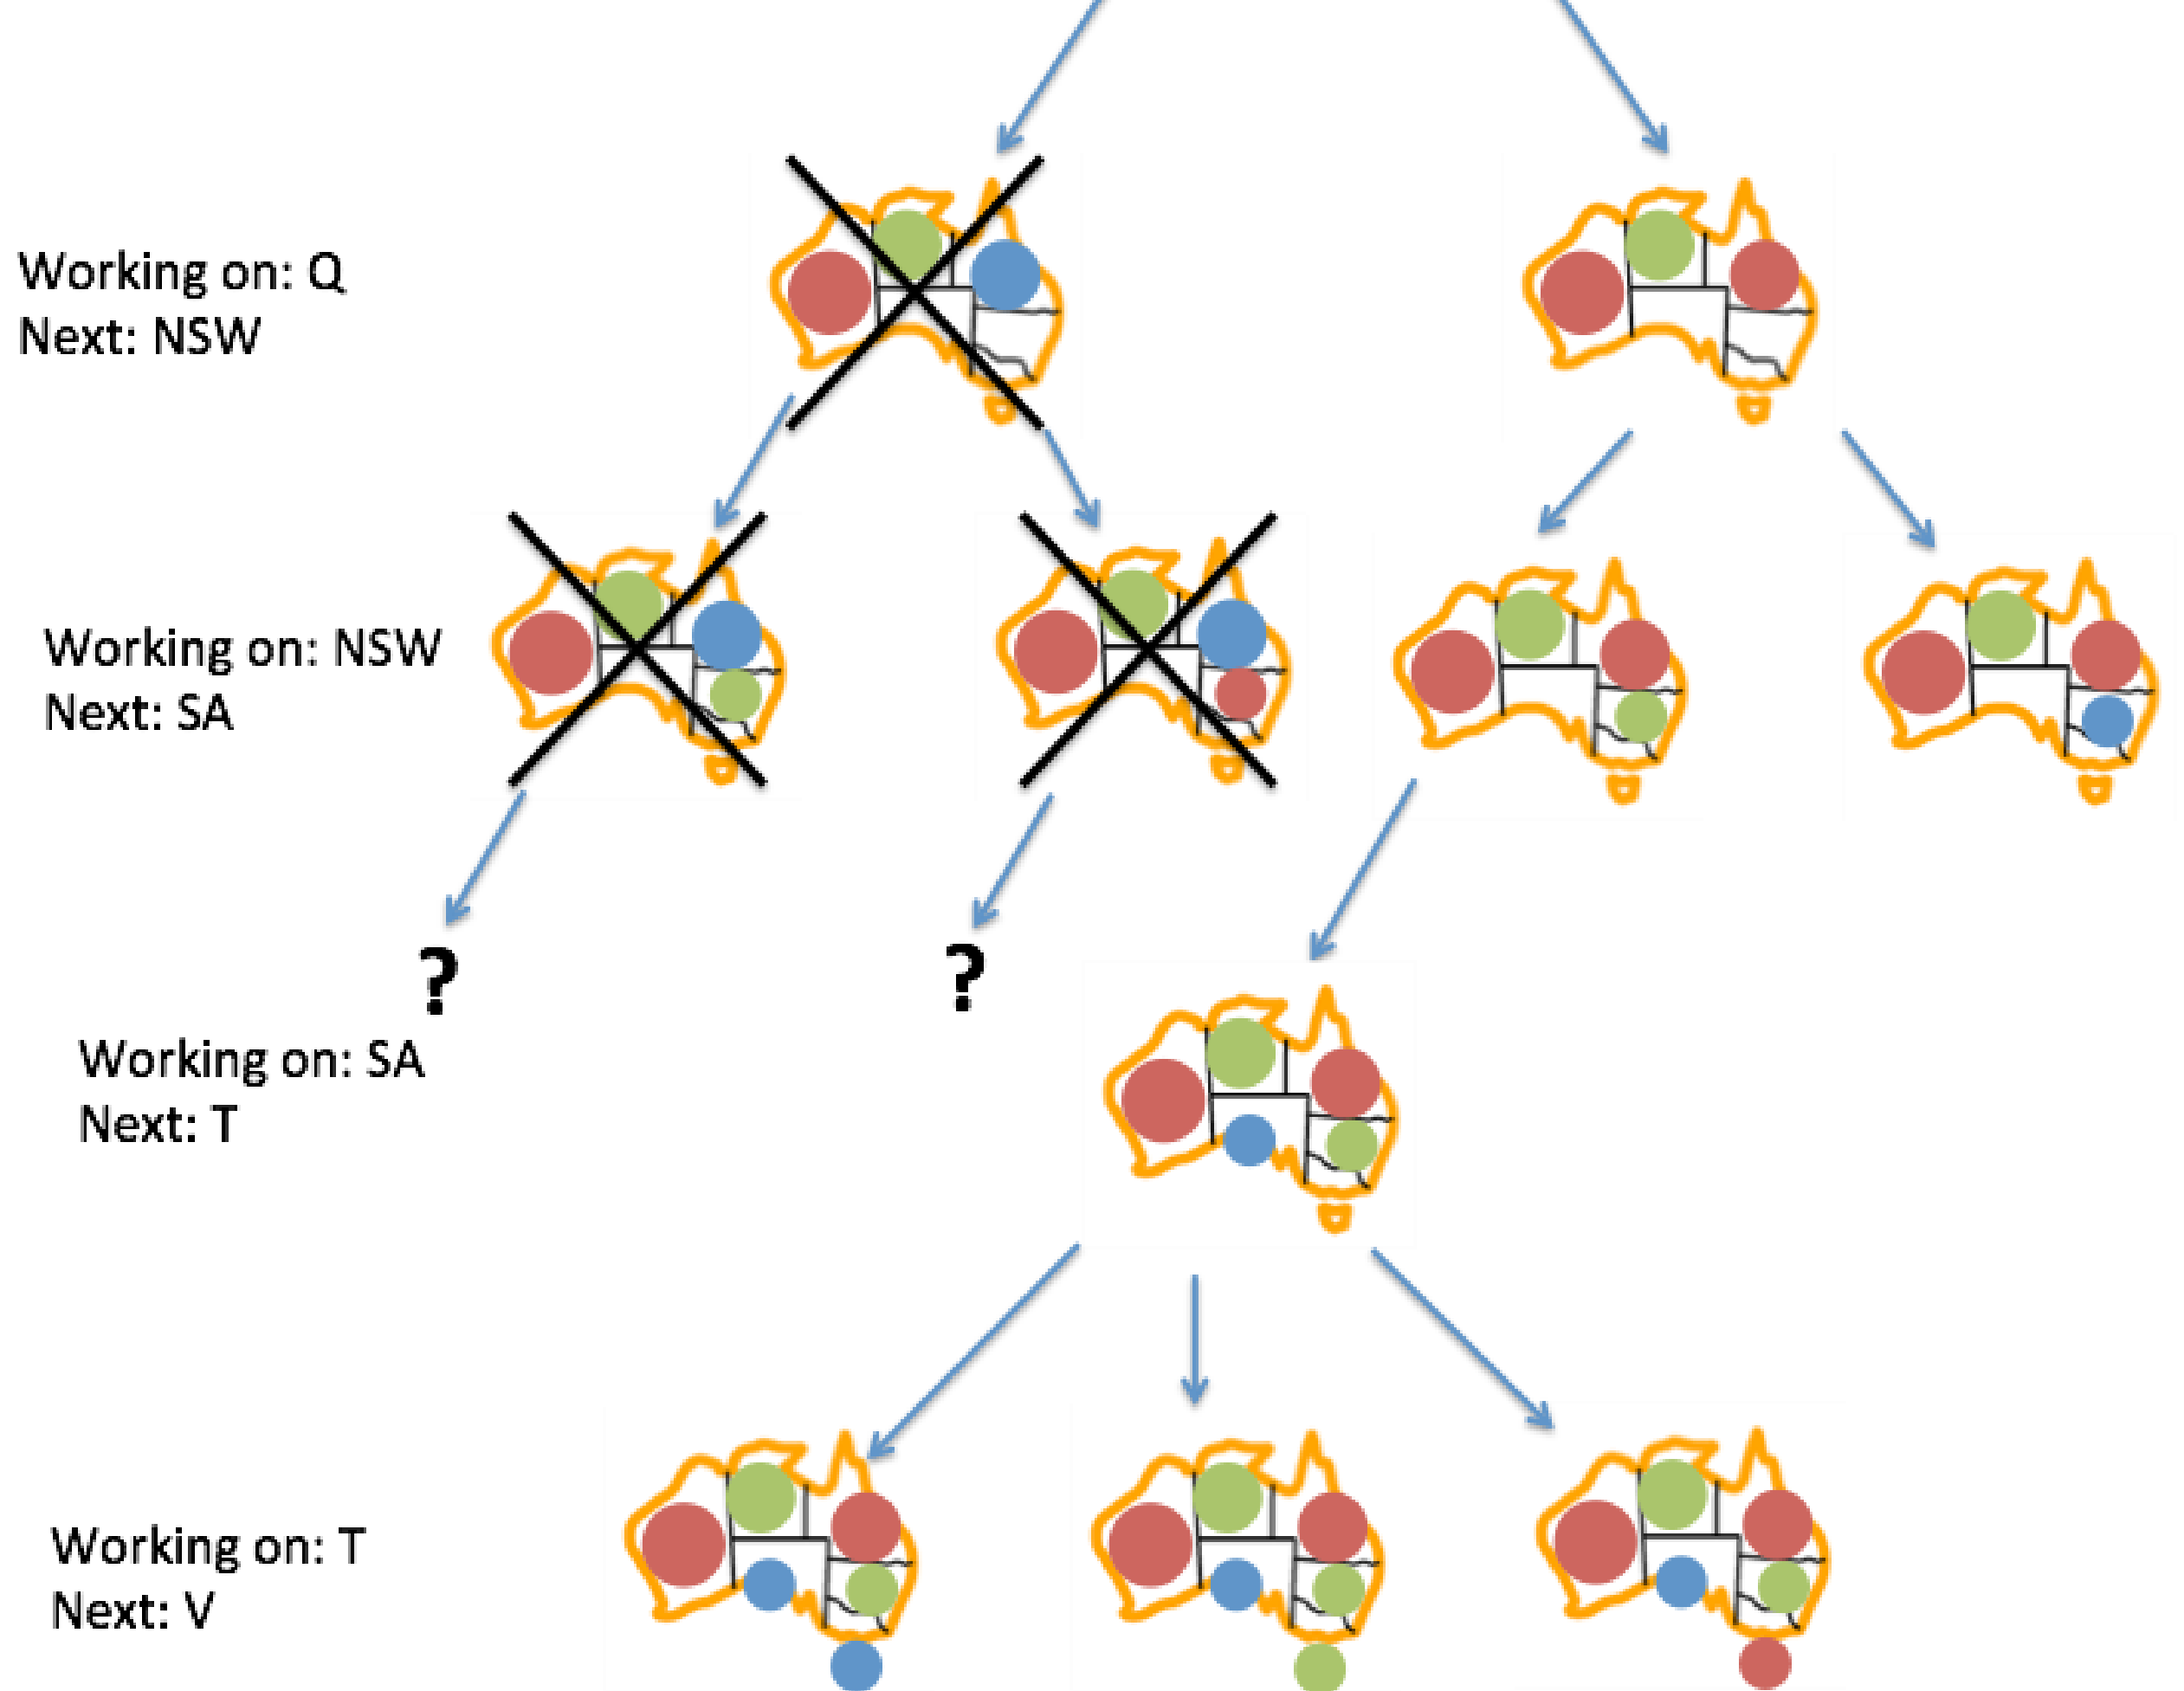 Working on: Q
Next: NSW
Working on: NSW
Next: SA
?
?
Working on: SA
Next: T
Working on: T
Next: V